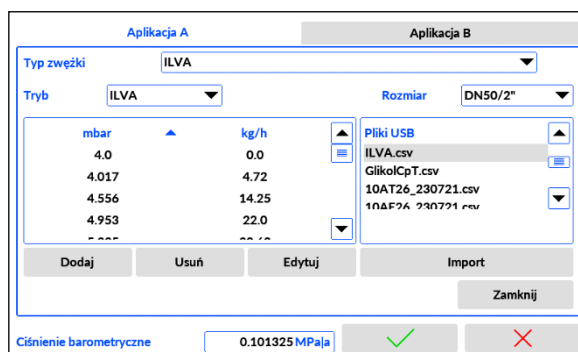 Aplikacja A Aplikacja B
Typ zwężki ILVA
Tryb ILVA Rozmiar DN50/2"
mbar kg/h Pliki USB
4.0 0.0 ILVA.csv
4.017 4.72 GlikolCpT.csv
4.556 14.25 10AT26_230721.csv
4.953 22.0 10AF26_230721.csv
Dodaj Usuń Edytuj Import
Zamknij
Ciśnienie barometryczne 0.101325 MPa|a